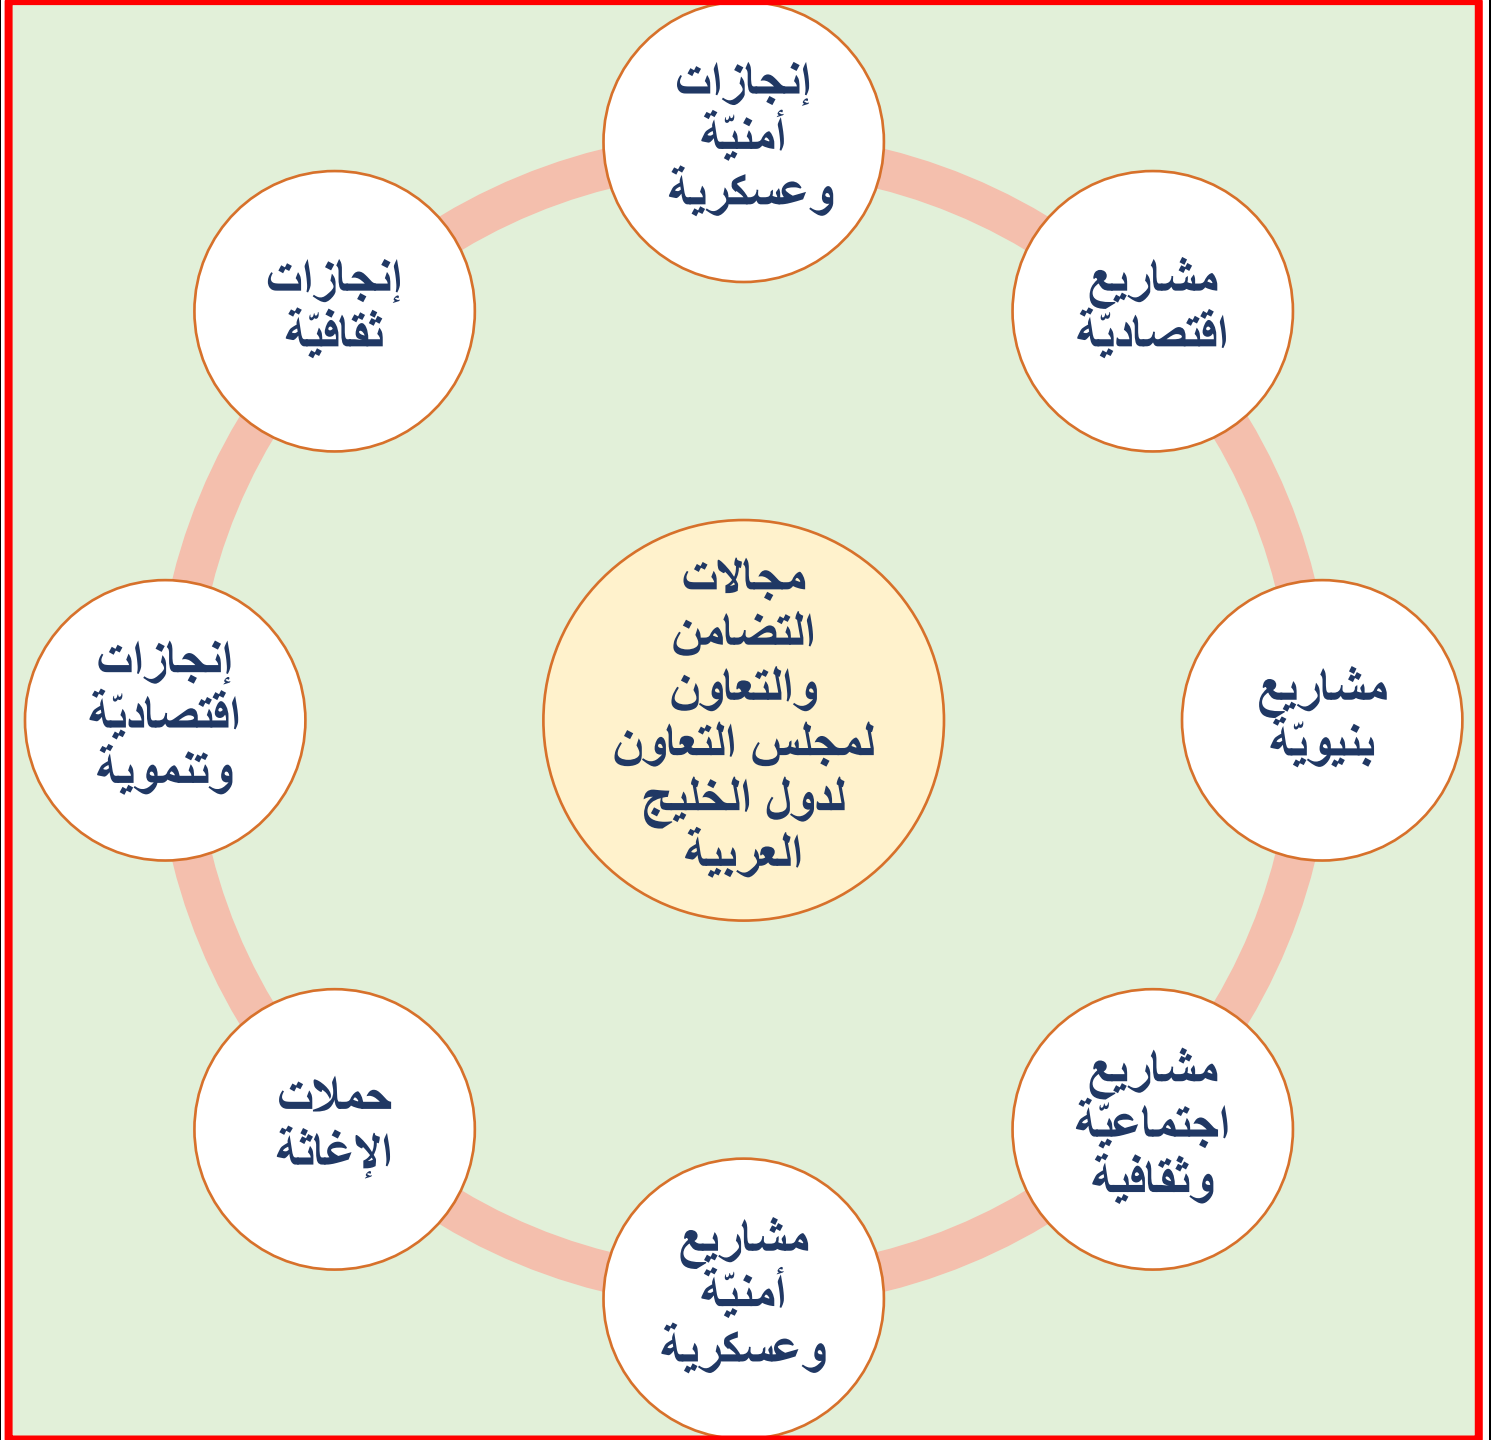 إنجازات
أمنيّة
وعسكرية
مشاريع
اقتصاديّة
مشاريع
بنيويّة
مشاريع
اجتماعيّة
وثقافية
مشاريع
أمنيّة
وعسكرية
حملات
الإغاثة
إنجازات
اقتصاديّة
وتنموية
إنجازات
ثقافيّة
مجالات
التضامن
والتعاون
لمجلس التعاون
لدول الخليج
العربية